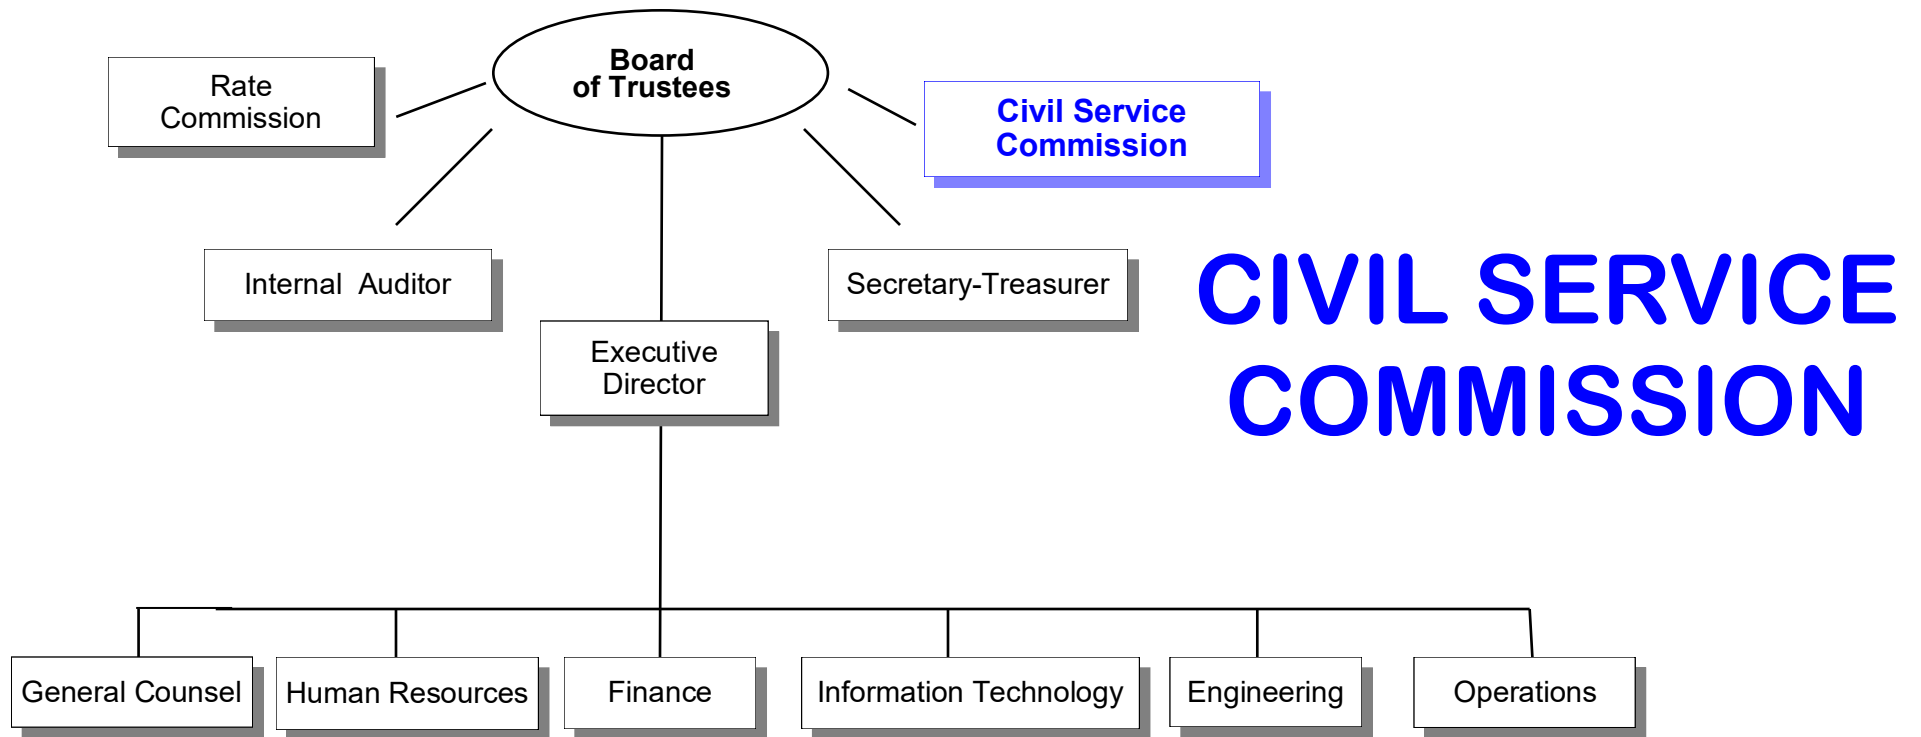 Board
of Trustees
Rate
Commission
Civil Service
Commission
Internal  Auditor
Secretary-Treasurer
CIVIL SERVICE
COMMISSION
Executive
Director
General Counsel
Human Resources
Finance
Information Technology
Engineering
Operations